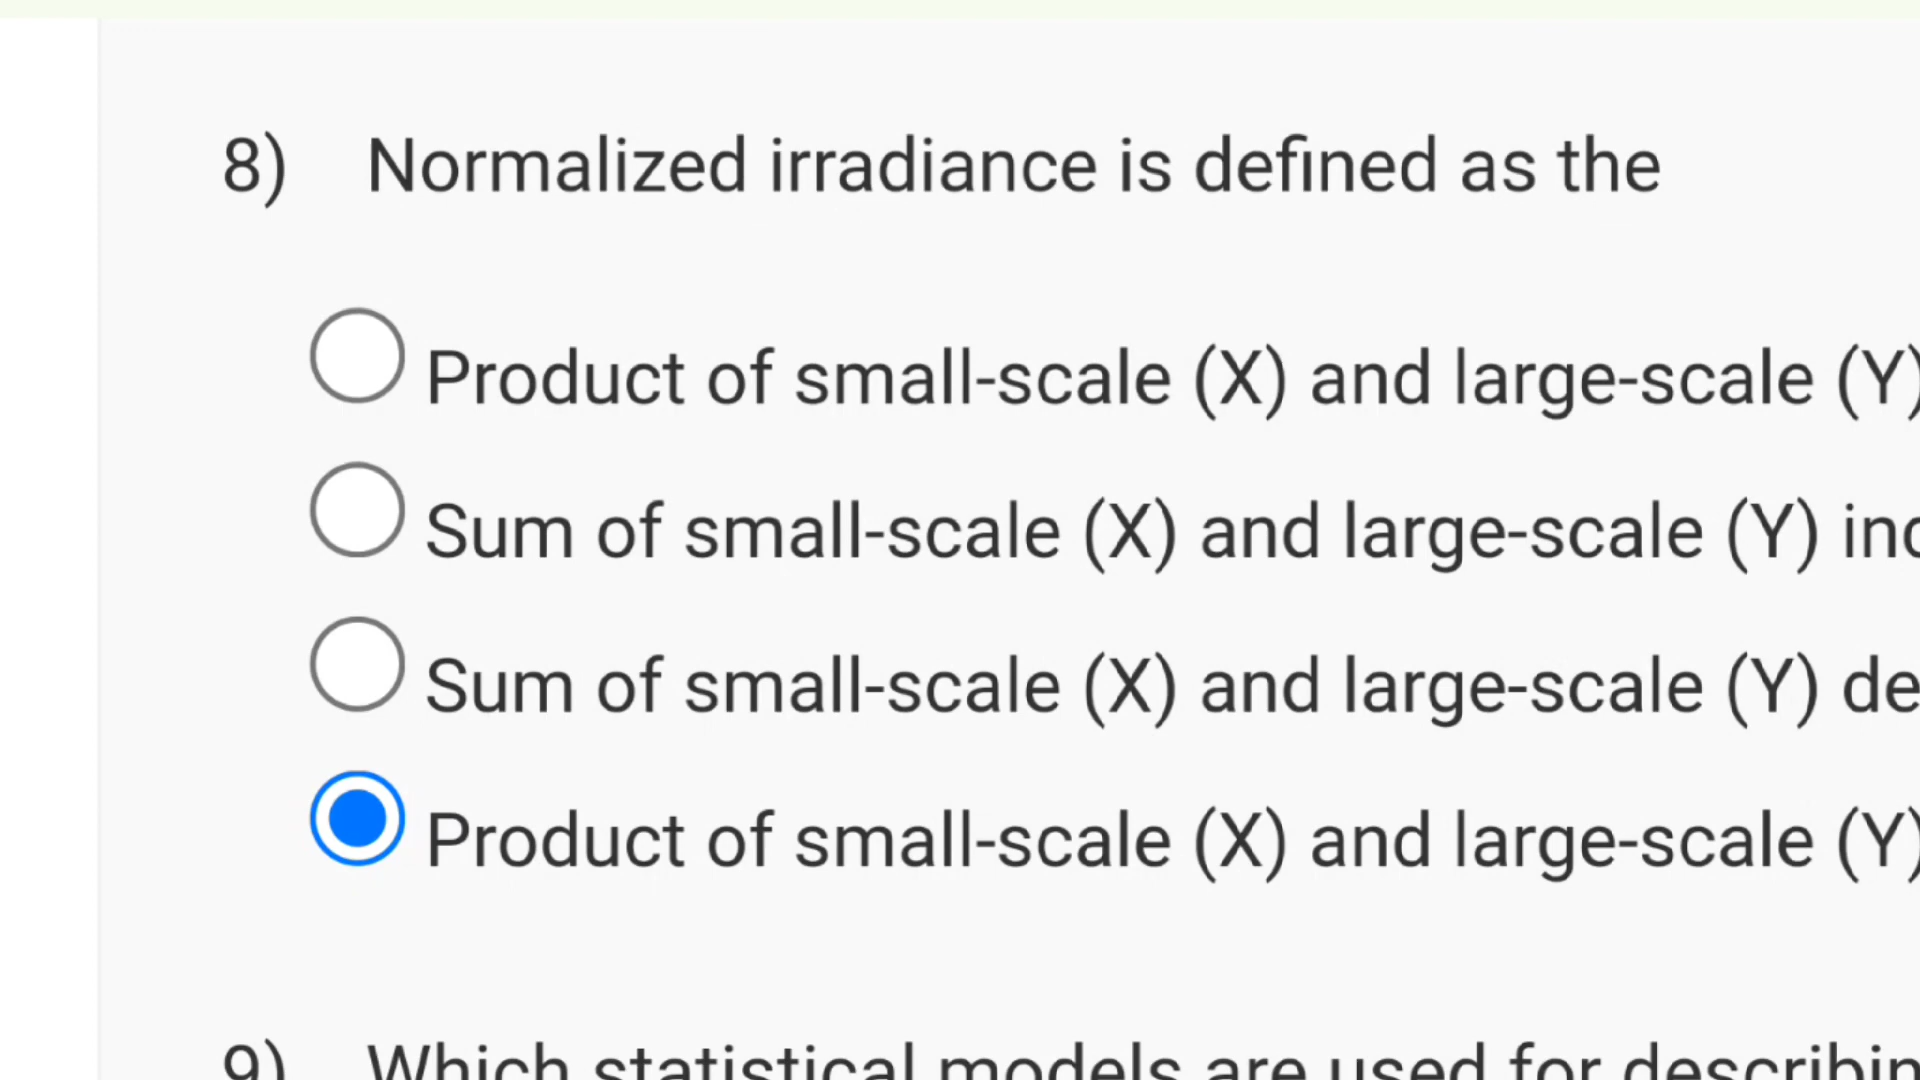 8) Normalized irradiance is defined as the
Product of small-scale (X) and large-scale (Y)
Sum of small-scale (X) and large-scale (Y)
Sum of small-scale (X) and large-scale (Y)
Product of small-scale (X) and large-scale (Y)
9) Which statistical models are used for